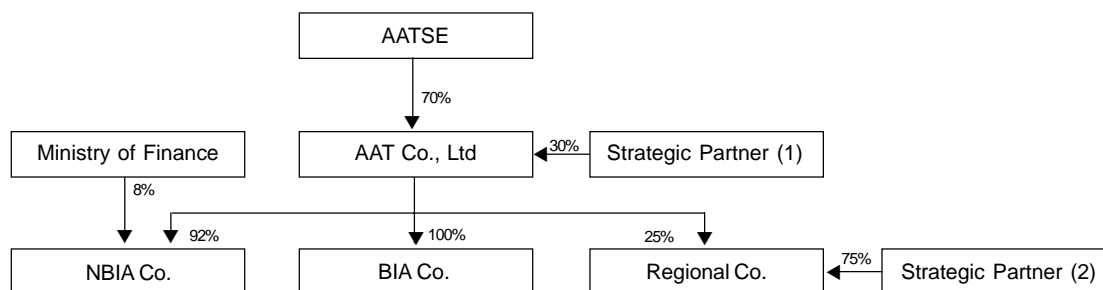 AATSE
70%
Ministry of Finance
AAT Co., Ltd
30%
Strategic Partner (1)
8%
92%
100%
25%
NBIA Co.
BIA Co.
Regional Co.
75%
Strategic Partner (2)